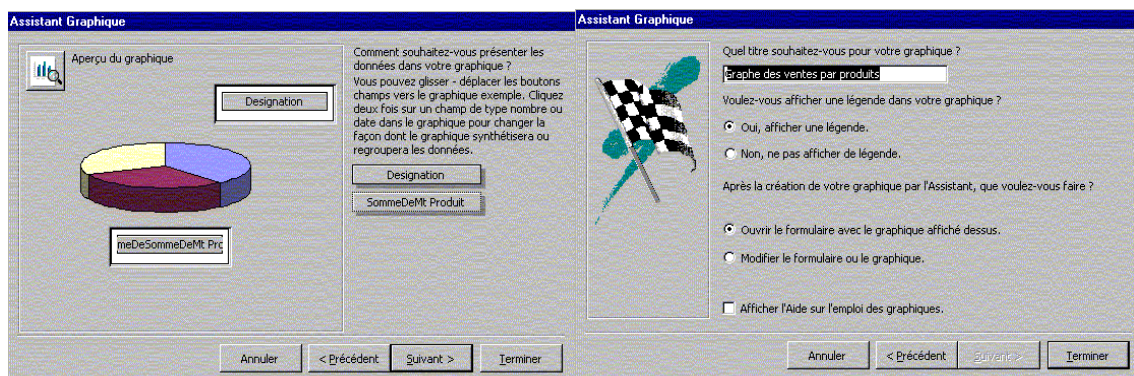 Assistant Graphique
Aperçu du graphique
Designation
meDeSommeDeMt Prc
Comment souhaitez-vous présenter les
données dans votre graphique ?
Vous pouvez glisser - déplacer les boutons
champs vers le graphique exemple. Cliquez
deux fois sur un champ de type nombre ou
date dans le graphique pour changer la
façon dont le graphique synthétisera ou
regroupera les données.
Designation
SommeDeMt Produit
Annuler
< Précédent
Suivant >
Terminer
Assistant Graphique
Quel titre souhaitez-vous pour votre graphique ?
Graphe des ventes par produits
Voulez-vous afficher une légende dans votre graphique ?
Oui, afficher une légende.
Non, ne pas afficher de légende.
Après la création de votre graphique par l'Assistant, que voulez-vous faire ?
Ouvrir le formulaire avec le graphique affiché dessus.
Modifier le formulaire ou le graphique.
Afficher l'Aide sur l'emploi des graphiques.
Annuler
< Précédent
Suivant >
Terminer